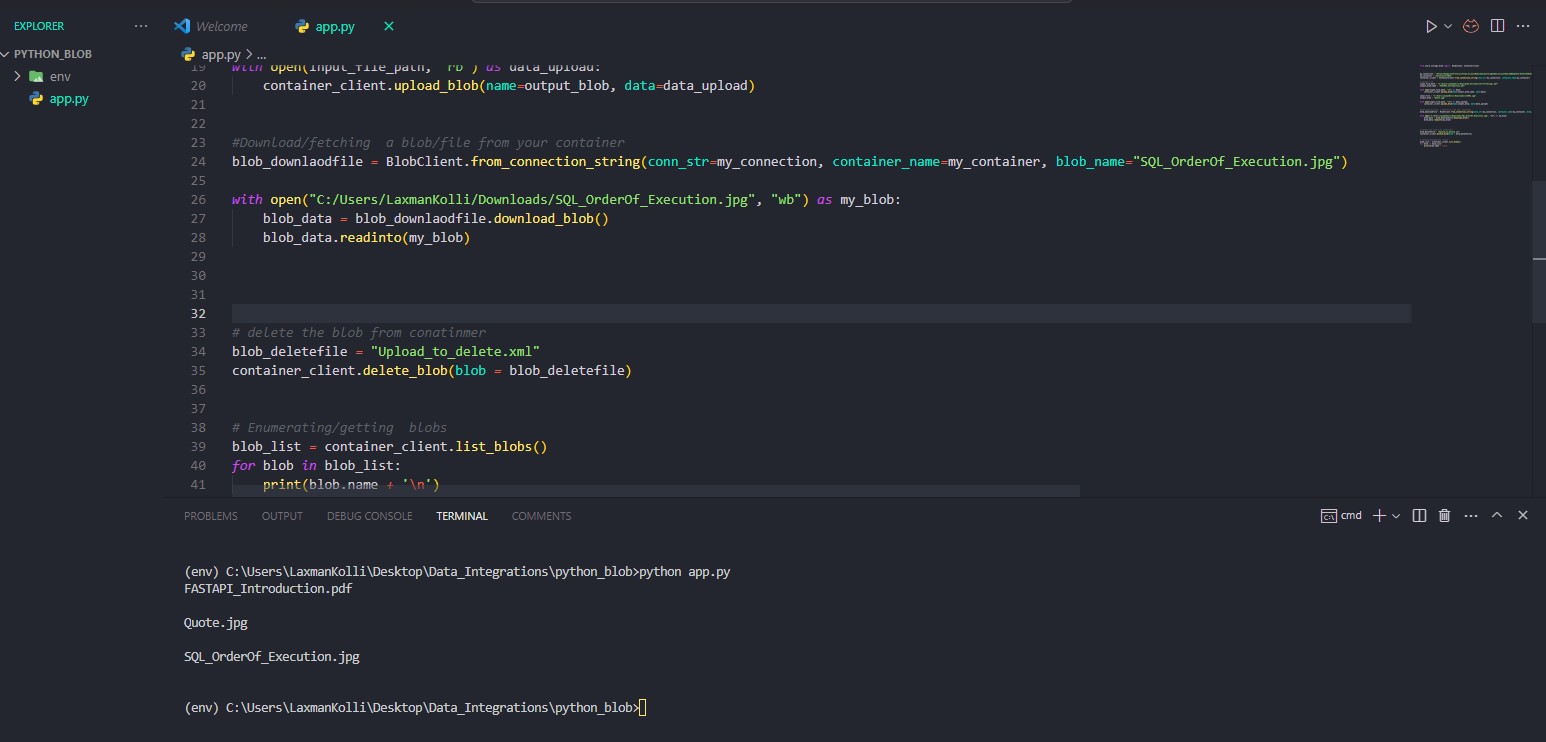 EXPLORER
Welcome
app.py
PYTHON_BLOB
env
app.py
app.py > ...
19 with open(input_file_path, "rb") as data_upload:
20 container_client.upload_blob(name=output_blob, data=data_upload)
21
22
23 #Download/fetching  a blob/file from your container
24 blob_downlaodfile = BlobClient.from_connection_string(conn_str=my_connection, container_name=my_container, blob_name="SQL_OrderOf_Execution.jpg")
25
26 with open("C:/Users/LaxmanKolli/Downloads/SQL_OrderOf_Execution.jpg", "wb") as my_blob:
27 blob_data = blob_downlaodfile.download_blob()
28 blob_data.readinto(my_blob)
29
30
31
32
33 # delete the blob from conatinmer
34 blob_deletefile = "Upload_to_delete.xml"
35 container_client.delete_blob(blob = blob_deletefile)
36
37
38 # Enumerating/getting  blobs
39 blob_list = container_client.list_blobs()
40 for blob in blob_list:
41 print(blob.name + '\n')
PROBLEMS OUTPUT DEBUG CONSOLE TERMINAL COMMENTS
cmd
(env) C:\Users\LaxmanKolli\Desktop\Data_Integrations\python_blob>python app.py
FASTAPI_Introduction.pdf
Quote.jpg
SQL_OrderOf_Execution.jpg
(env) C:\Users\LaxmanKolli\Desktop\Data_Integrations\python_blob>